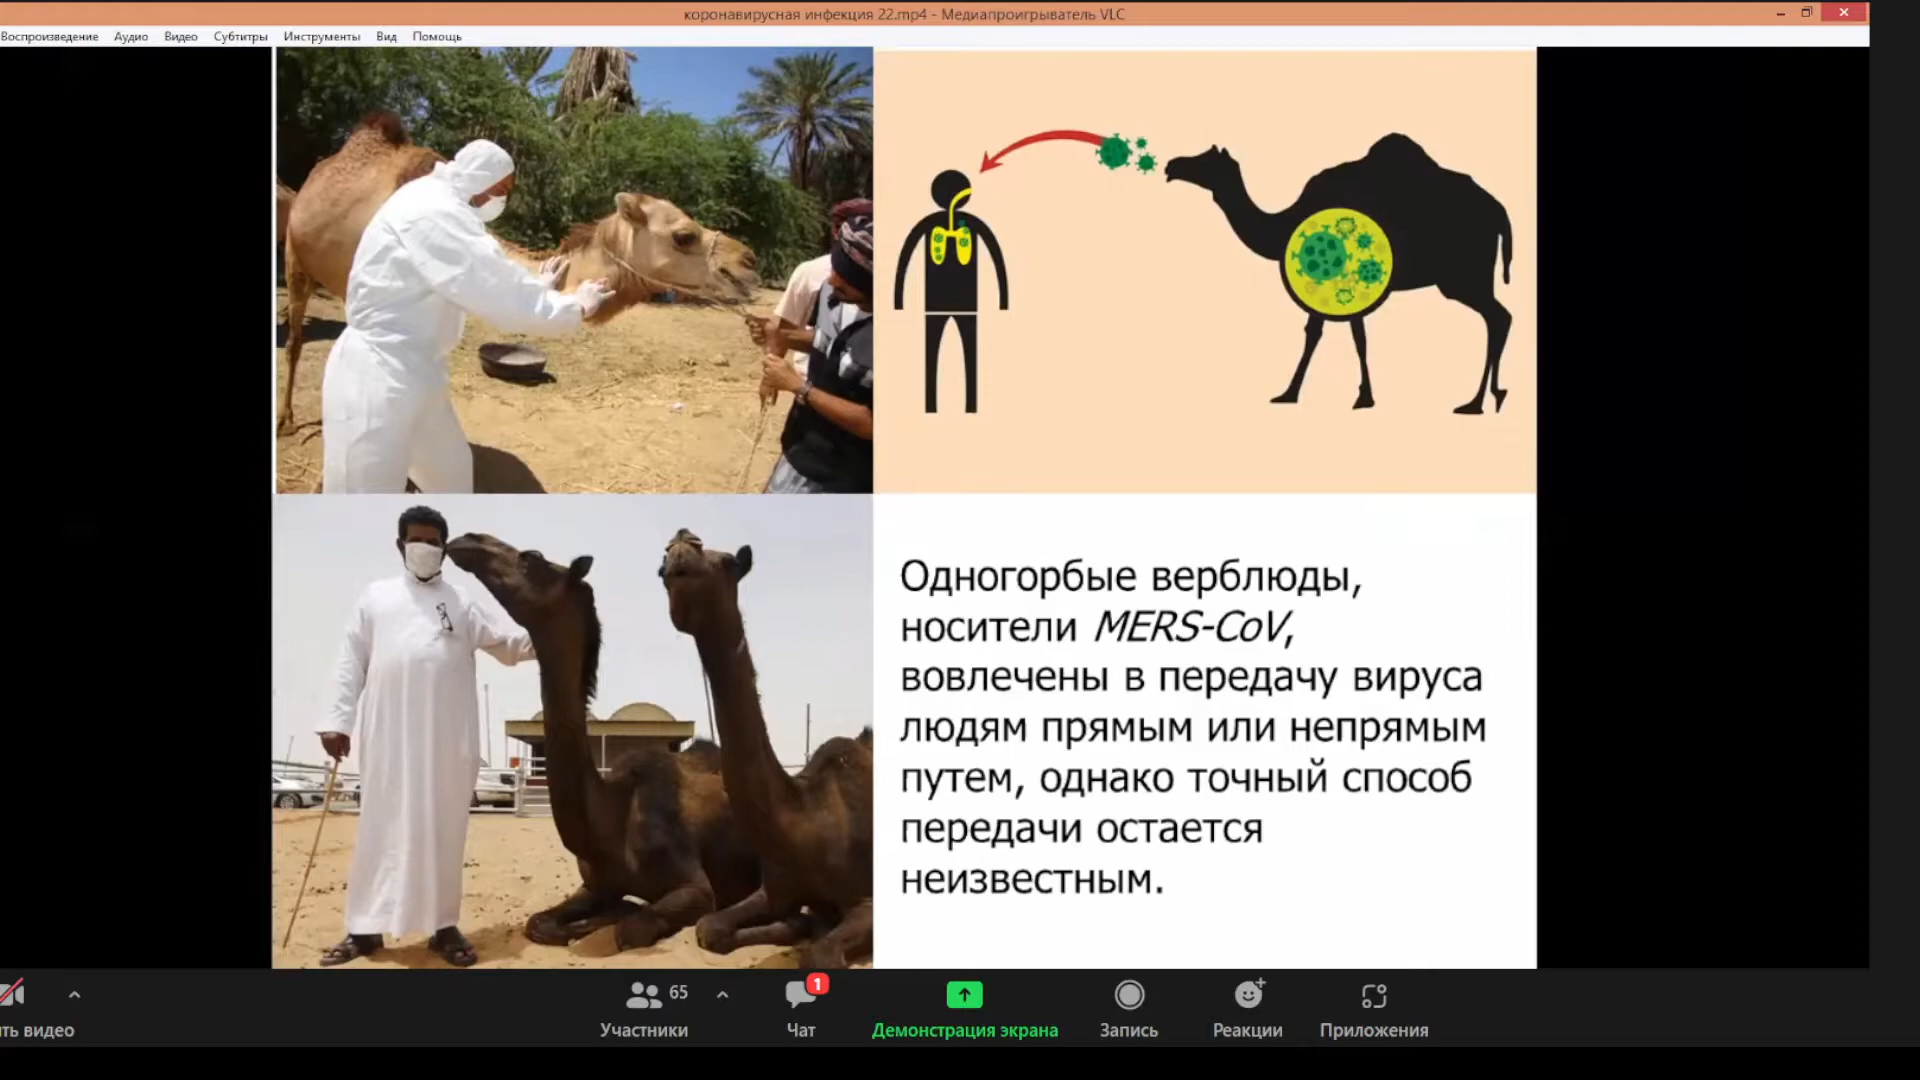 коронавирусная инфекция 22.mp4 - Медиапроигрыватель VLC
Воспроизведение Аудио Видео Субтитры Инструменты Вид Помощь
Одногорбые верблюды,
носители MERS-CoV,
вовлечены в передачу вируса
людям прямым или непрямым
путем, однако точный способ
передачи остается
неизвестным.
65
1
видео Участники Чат Демонстрация экрана Запись Реакции Приложения